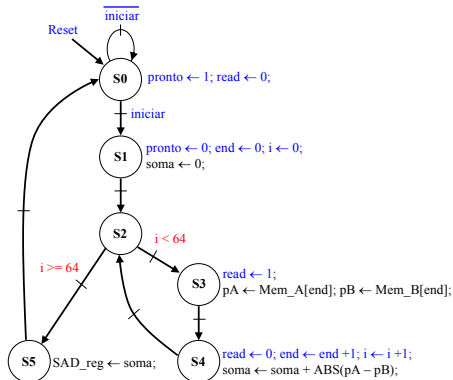 iniciar
Reset
S0
pronto ← 1; read ← 0;
iniciar
S1
pronto ← 0; end ← 0; i ← 0;
soma ← 0;
S2
i >= 64
i < 64
S3
read ← 1;
pA ← Mem_A[end]; pB ← Mem_B[end];
S5
SAD_reg ← soma;
S4
read ← 0; end ← end +1; i ← i +1;
soma ← soma + ABS(pA – pB);